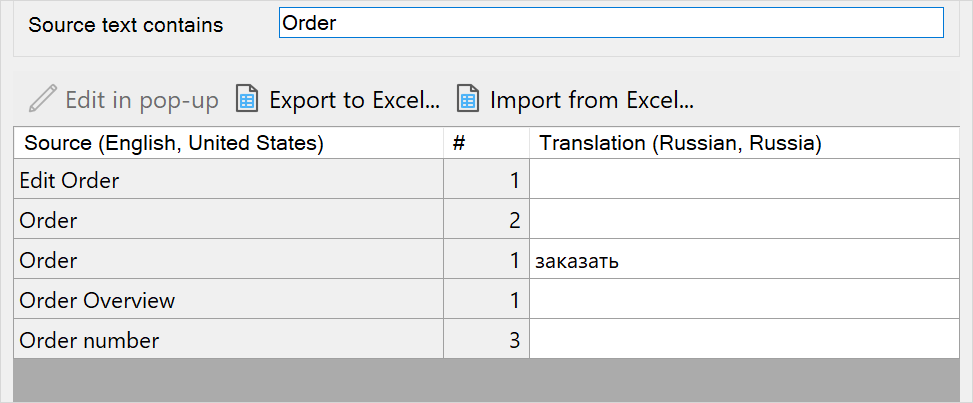 Source text contains Order
Edit in pop-up Export to Excel... Import from Excel...
Source (English, United States) # Translation (Russian, Russia)
Edit Order 1
Order 2
Order 1 заказать
Order Overview 1
Order number 3